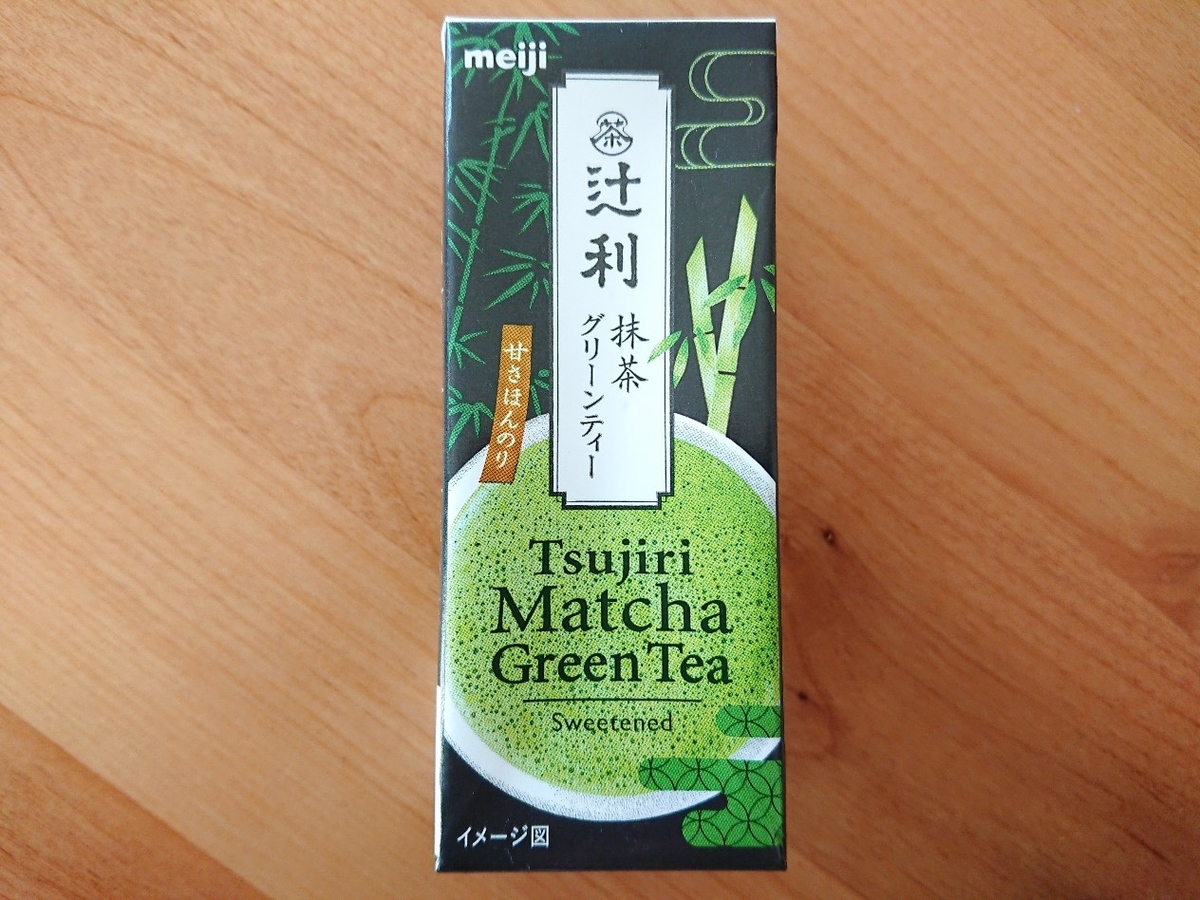 meiji
茶
辻利
抹茶
グリーンティー
甘さほんのり
Tsujiri
Matcha
Green Tea
Sweetened
イメージ図